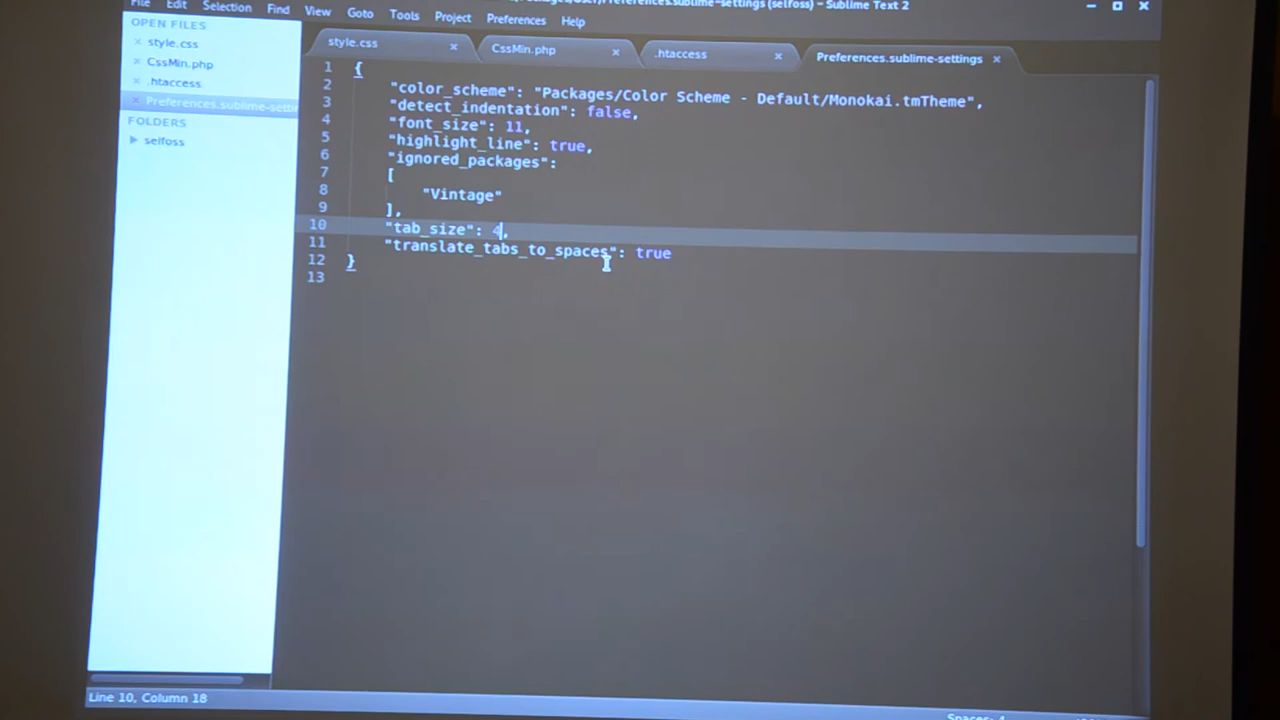 Preferences.sublime-settings (selfoss) – Sublime Text 2
File Edit Selection Find View Goto Tools Project Preferences Help
OPEN FILES
style.css
CssMin.php
.htaccess
Preferences.sublime-settin
FOLDERS
selfoss
style.css CssMin.php .htaccess Preferences.sublime-settings
1 {
2 "color_scheme": "Packages/Color Scheme - Default/Monokai.tmTheme",
3 "detect_indentation": false,
4 "font_size": 11,
5 "highlight_line": true,
6 "ignored_packages":
7 [
8 "Vintage"
9 ],
10 "tab_size": 4,
11 "translate_tabs_to_spaces": true
12 }
13
Line 10, Column 18
Spaces: 4